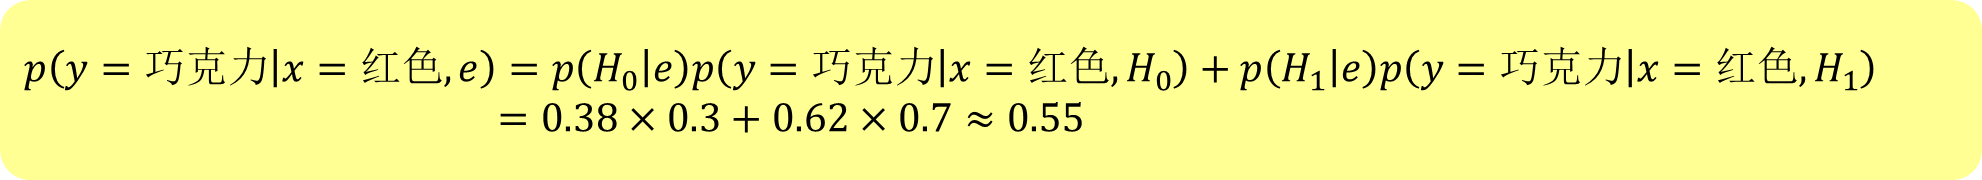 p(y = 巧克力|x = 红色, e) = p(H₀|e)p(y = 巧克力|x = 红色, H₀) + p(H₁|e)p(y = 巧克力|x = 红色, H₁)
= 0.38 × 0.3 + 0.62 × 0.7 ≈ 0.55